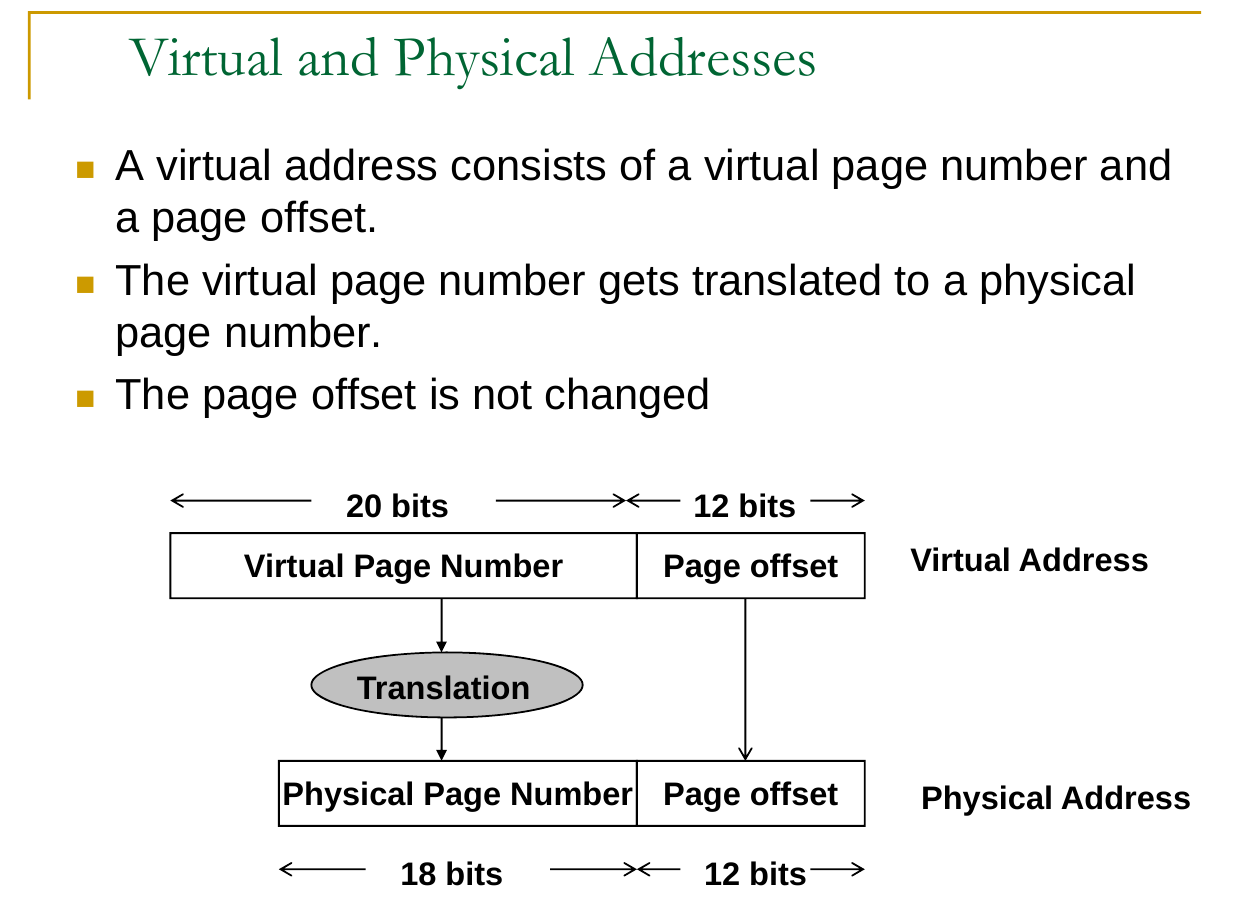 Virtual and Physical Addresses
A virtual address consists of a virtual page number and
a page offset.
The virtual page number gets translated to a physical
page number.
The page offset is not changed
20 bits 12 bits
Virtual Page Number Page offset Virtual Address
Translation
Physical Page Number Page offset Physical Address
18 bits 12 bits